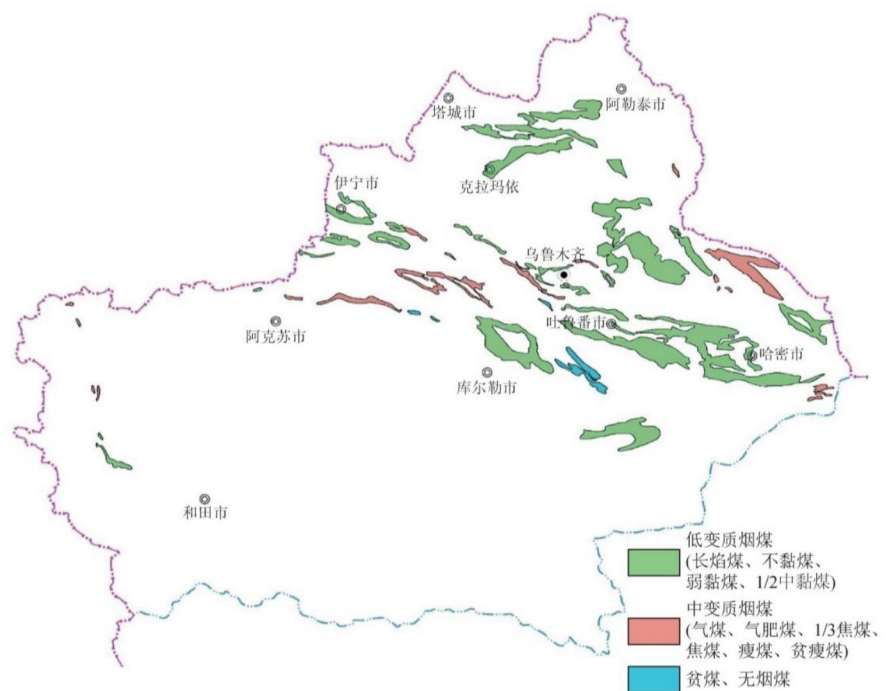 阿勒泰市
塔城市
克拉玛依
伊宁市
乌鲁木齐
吐鲁番市
阿克苏市
哈密市
库尔勒市
和田市
低变质烟煤
(长焰煤、不黏煤、
弱黏煤、1/2中黏煤)
中变质烟煤
(气煤、气肥煤、1/3焦煤、
焦煤、瘦煤、贫瘦煤)
贫煤、无烟煤